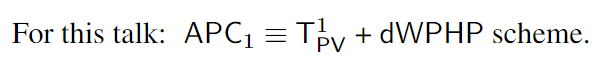 For this talk: APC₁ ≡ T¹_PV + dWPHP scheme.